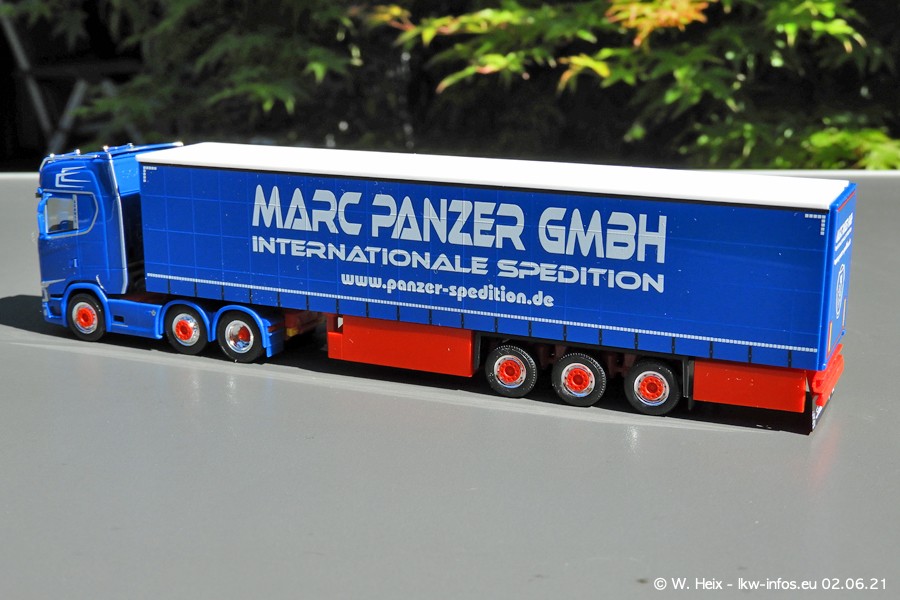 MARC PANZER GMBH
INTERNATIONALE SPEDITION
www.panzer-spedition.de
© W. Heix - lkw-infos.eu 02.06.21